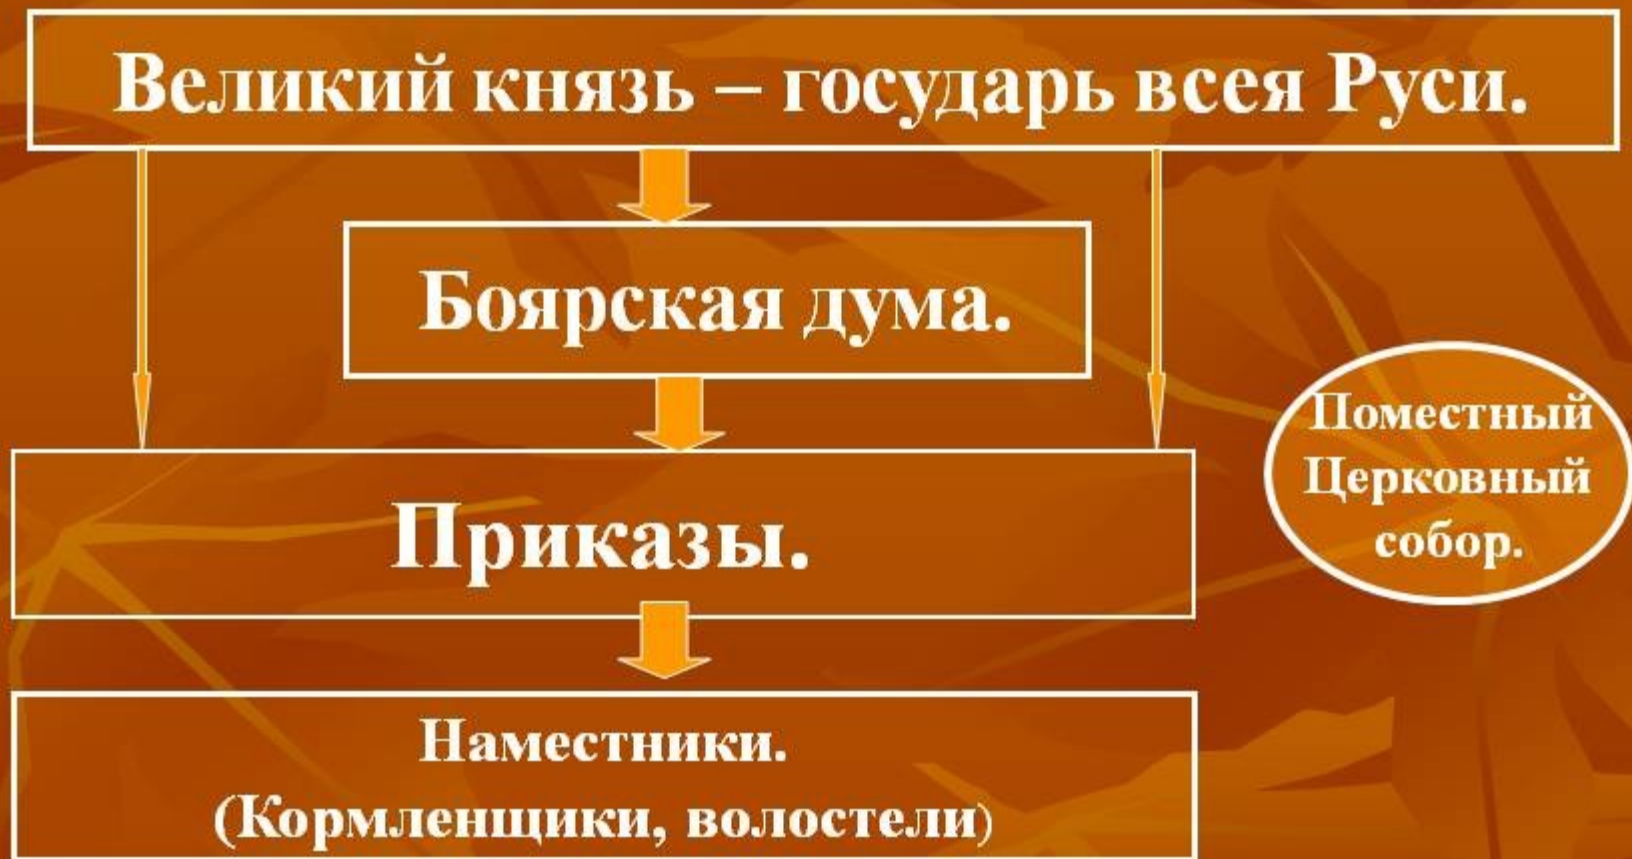 Великий князь – государь всея Руси.
Боярская дума.
Поместный
Церковный
собор.
Приказы.
Наместники.
(Кормленщики, волостели)